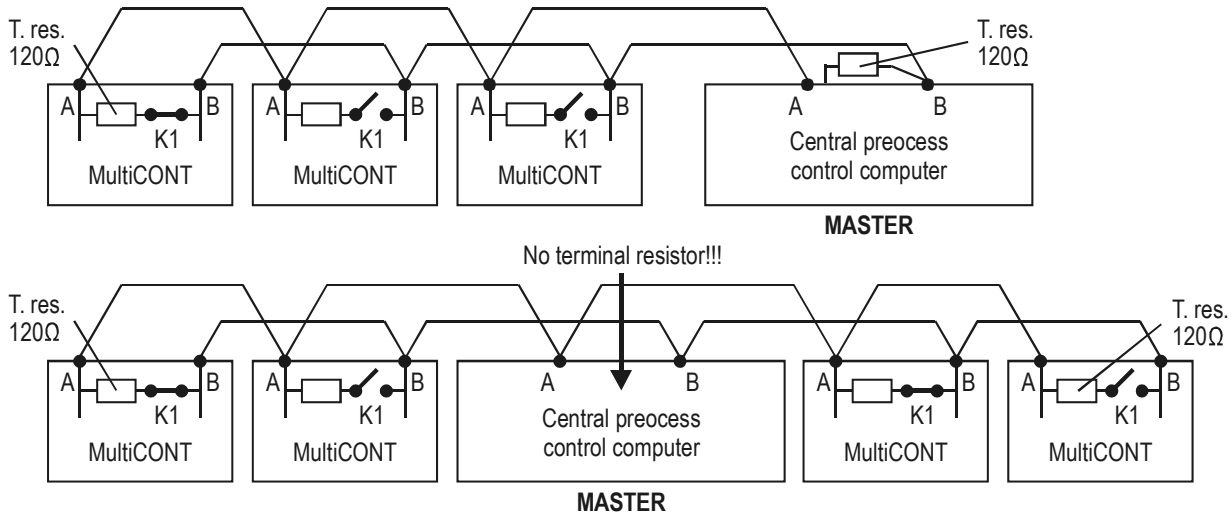 T. res.
120Ω
T. res.
120Ω
A
B
A
B
A
B
A
B
K1
K1
K1
MultiCONT
MultiCONT
MultiCONT
Central preocess
control computer
MASTER
No terminal resistor!!!
T. res.
120Ω
T. res.
120Ω
A
B
A
B
A
B
A
B
A
B
K1
K1
K1
K1
MultiCONT
MultiCONT
Central preocess
control computer
MultiCONT
MultiCONT
MASTER